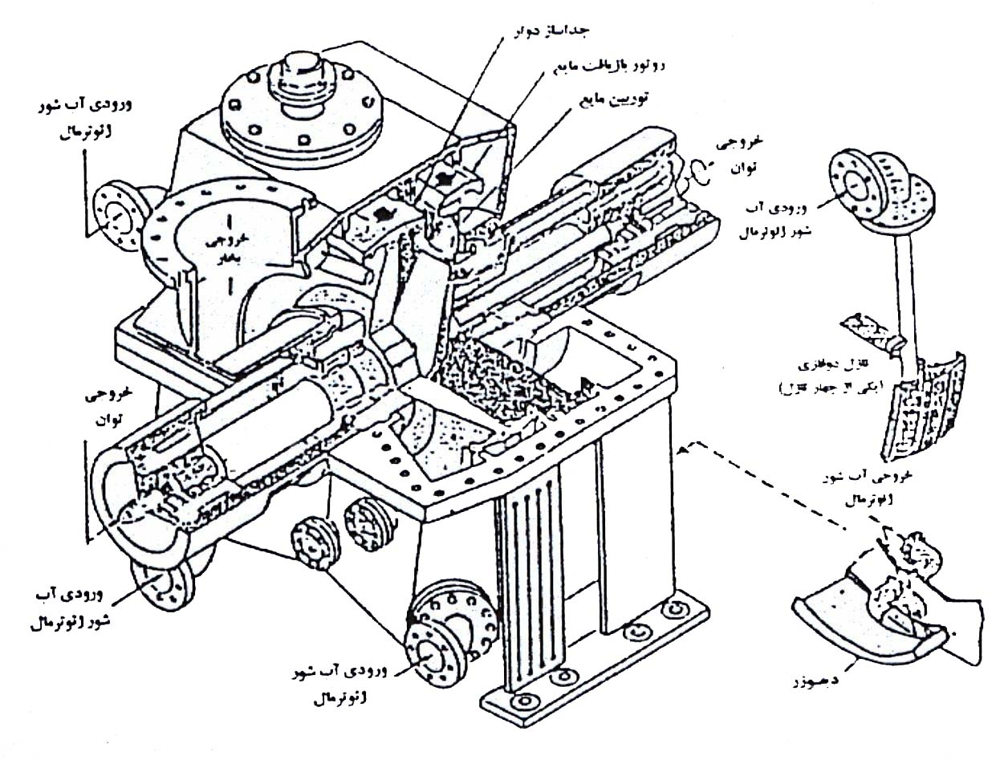 جداساز دوار
روتور بازیافت مایع
توربین مایع
ورودی آب شور
ژئوترمال
خروجی
توان
ورودی آب
شور ژئوترمال
خروجی
بخار
نازل دوفازی
(یکی از چهار نازل)
خروجی
توان
خروجی آب شور
ژئوترمال
ورودی آب
شور ژئوترمال
ورودی آب شور
ژئوترمال
دیفیوزر